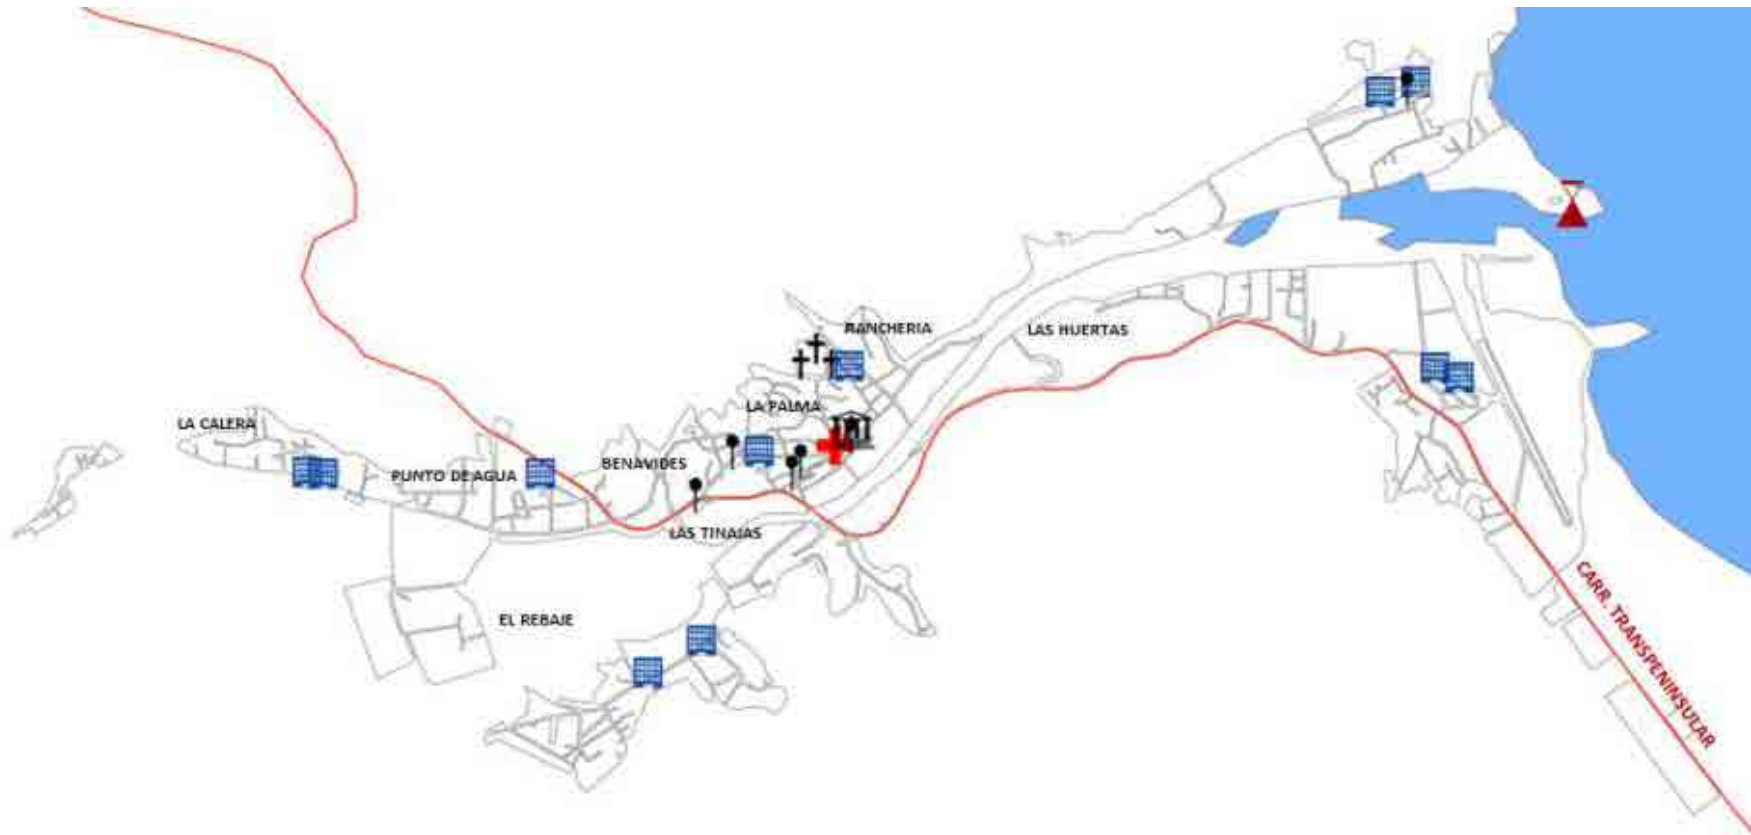 RANCHERIA
LAS HUERTAS
LA PALMA
LA CALERA
BENAVIDES
PUNTO DE AGUA
LAS TINAJAS
EL REBAJE
CARR. TRANSPENINSULAR